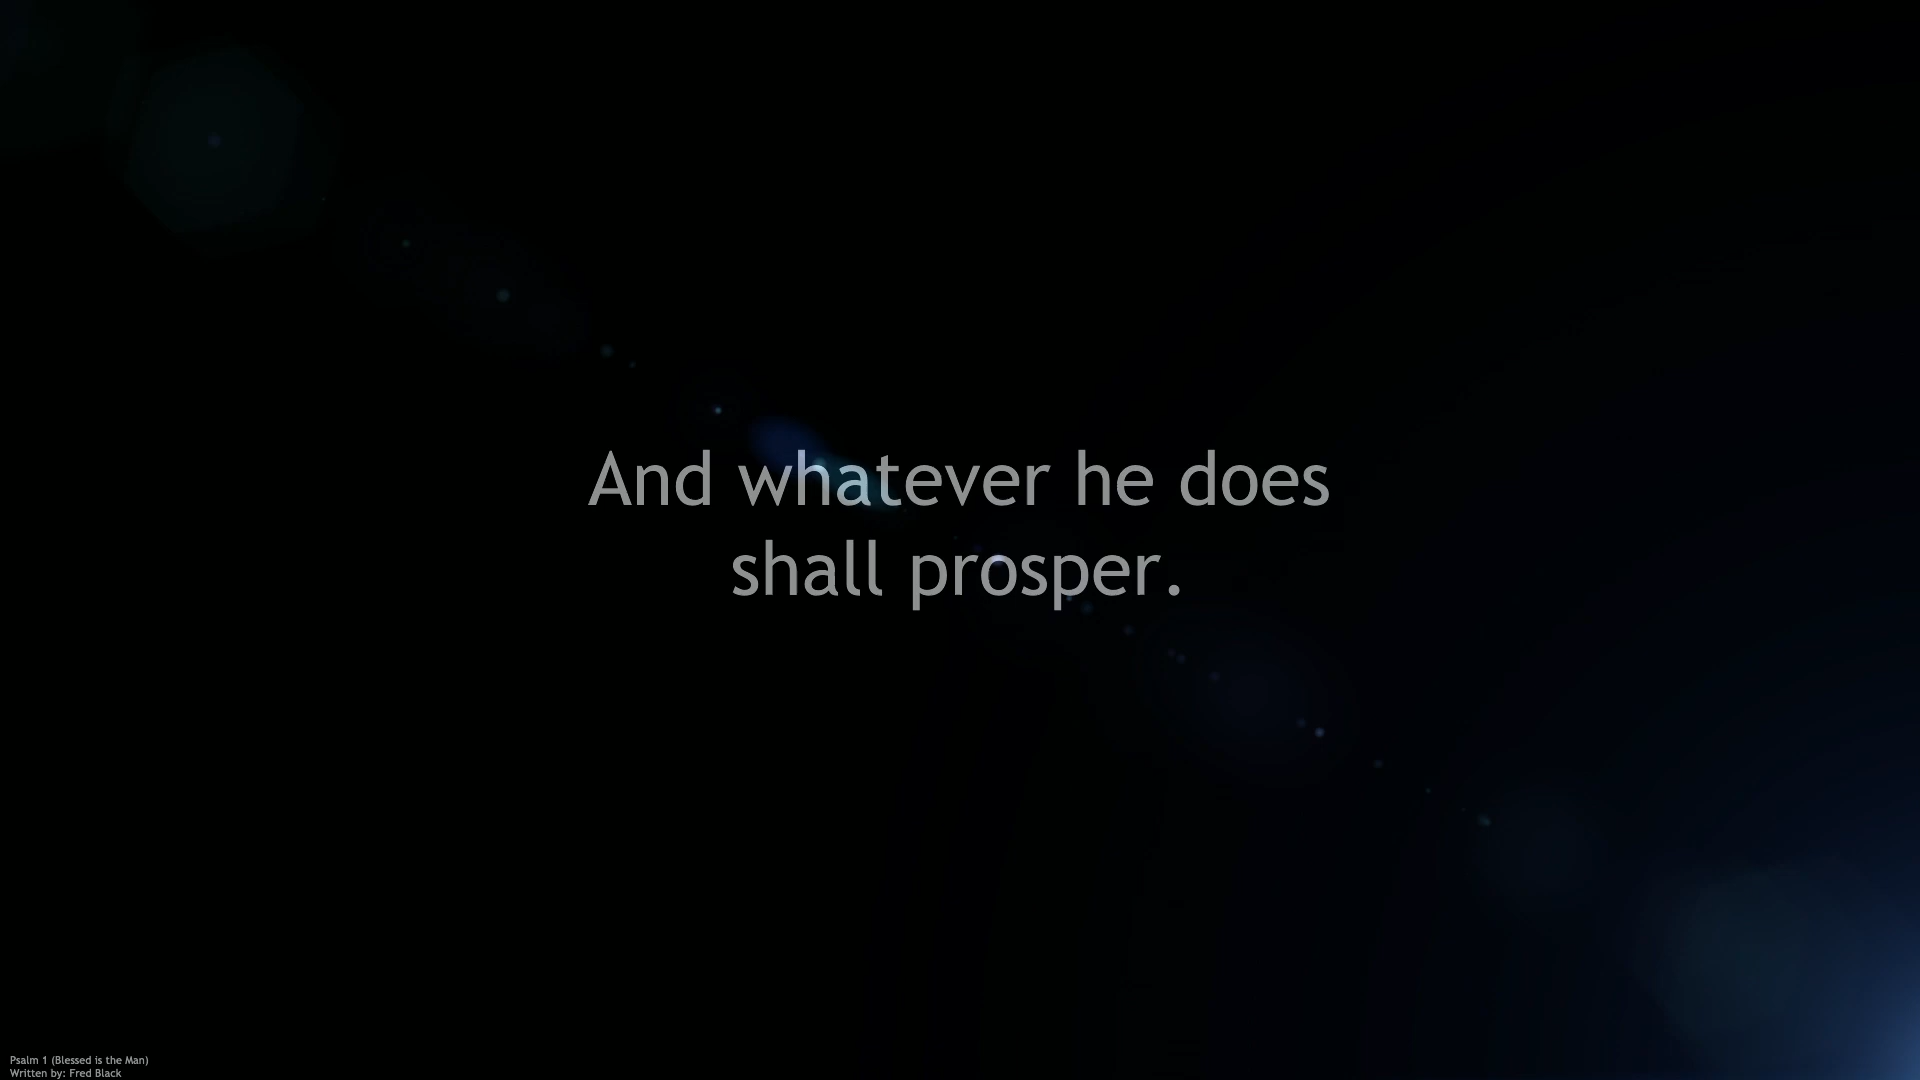 And whatever he does
shall prosper.
Psalm 1 (Blessed is the Man)
Written by: Fred Black